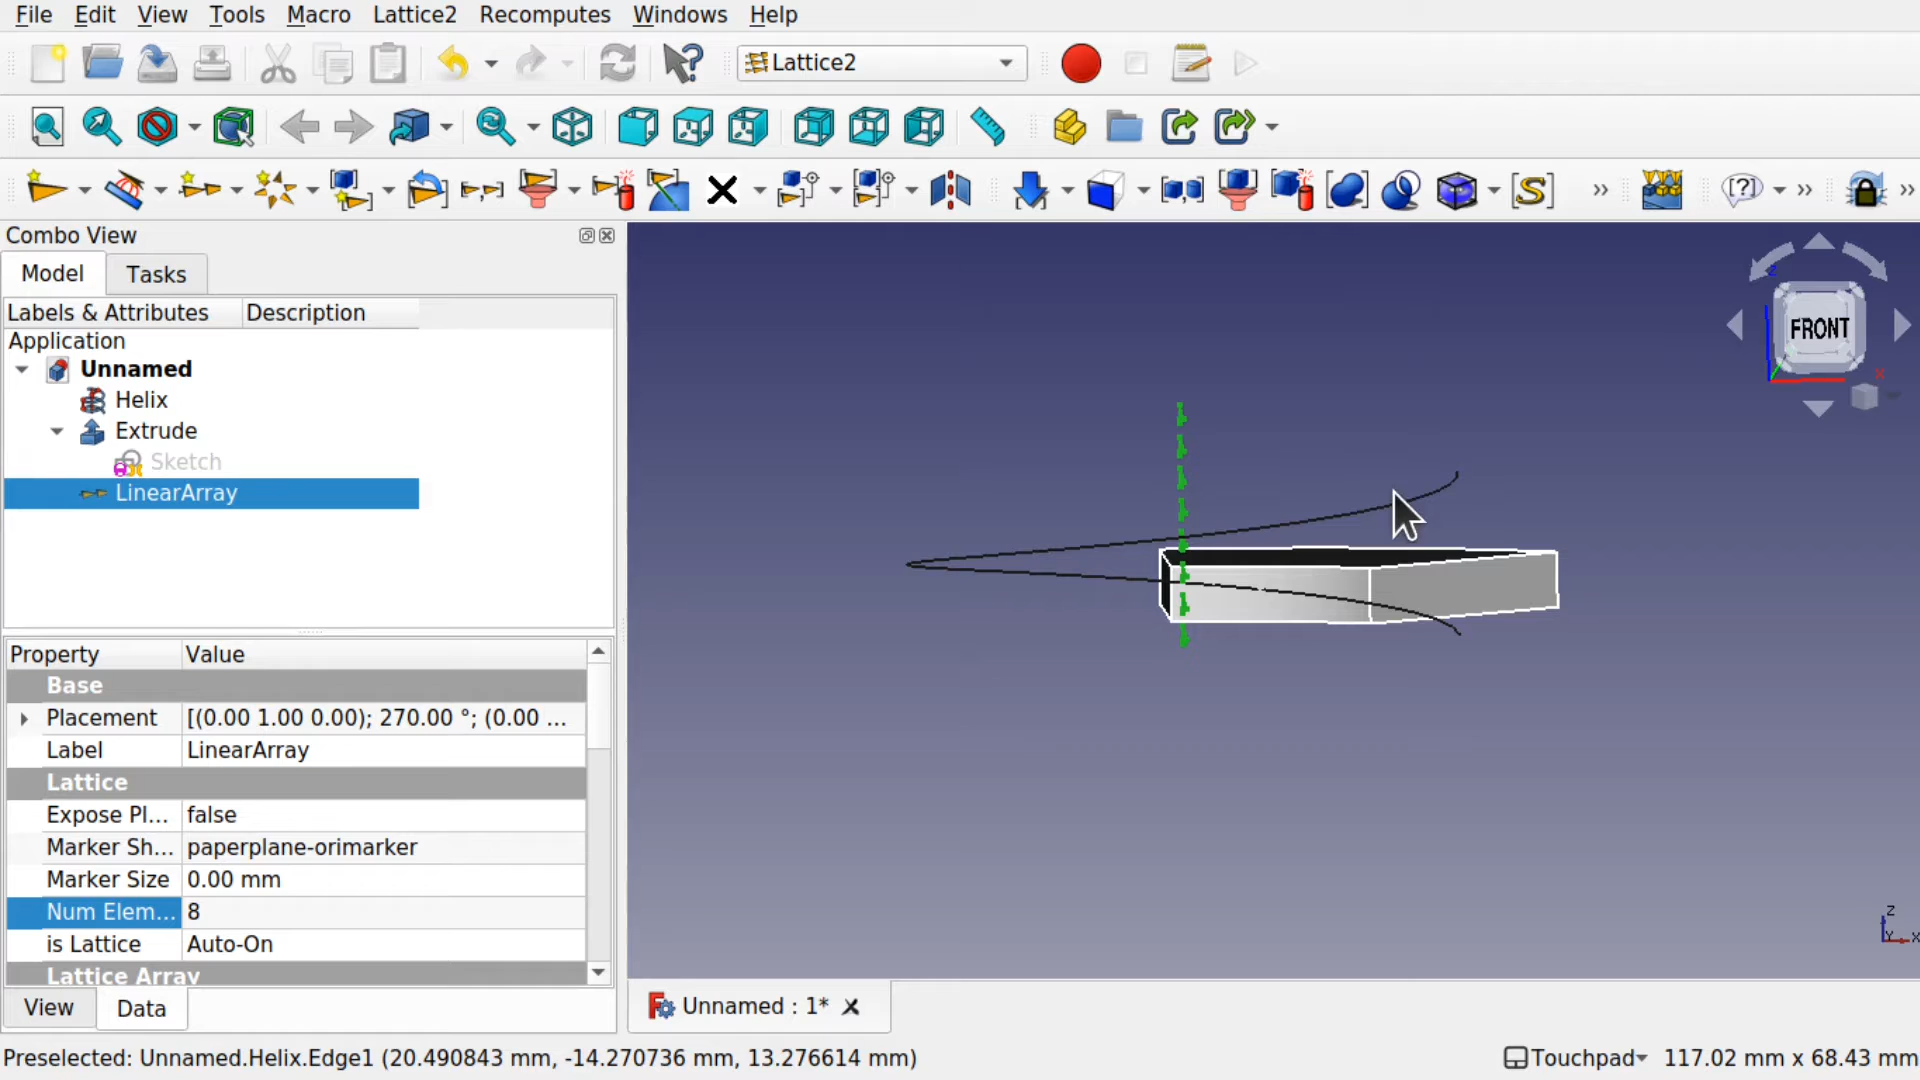 File Edit View Tools Macro Lattice2 Recomputes Windows Help
Lattice2
Combo View
Model Tasks
Labels & Attributes Description
Application
Unnamed
Helix
Extrude
Sketch
LinearArray
FRONT
Z
X
Property Value
Base
Placement [(0.00 1.00 0.00); 270.00 °; (0.00 ...
Label LinearArray
Lattice
Expose Pl... false
Marker Sh... paperplane-orimarker
Marker Size 0.00 mm
Num Elem... 8
is Lattice Auto-On
Lattice Array
View Data
Z
Y X
Unnamed : 1*
Preselected: Unnamed.Helix.Edge1 (20.490843 mm, -14.270736 mm, 13.276614 mm)
Touchpad 117.02 mm x 68.43 mm